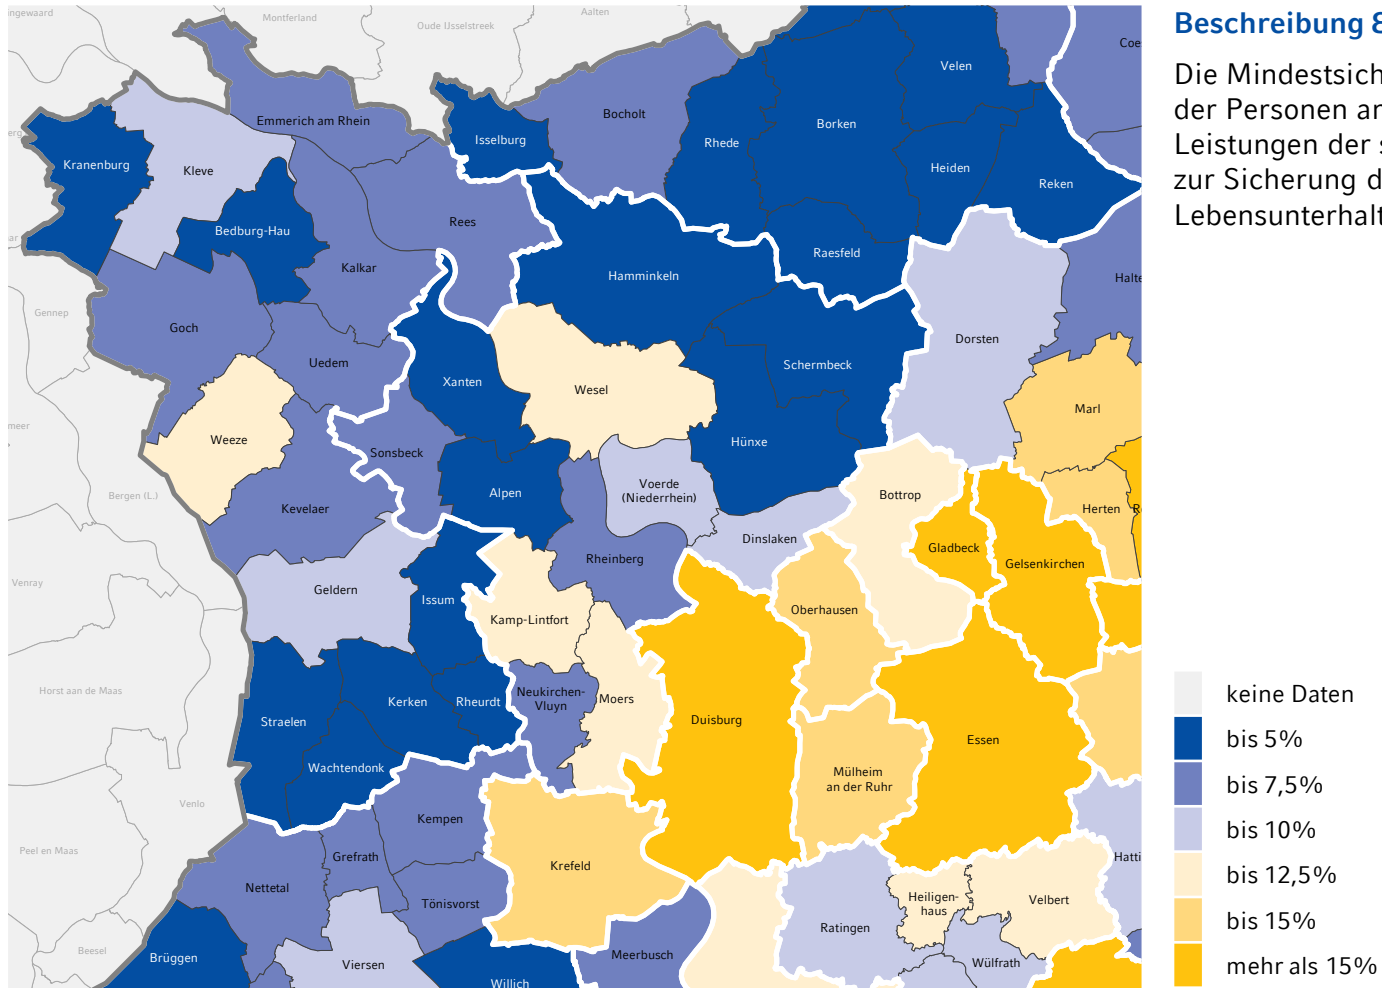 angewaard
Montferland
Oude IJsselstreek
Aalten
Emmerich am Rhein
Bocholt
Isselburg
Rhede
Borken
Velen
Coe
Kranenburg
Kleve
Heiden
Reken
Bedburg-Hau
Rees
Kalkar
Raesfeld
Hamminkeln
Halte
Gennep
Goch
Uedem
Xanten
Wesel
Schermbeck
Dorsten
Marl
meer
Weeze
Sonsbeck
Hünxe
Bergen (L.)
Kevelaer
Alpen
Voerde
(Niederrhein)
Bottrop
Herten
Dinslaken
Gladbeck
Gelsenkirchen
Rheinberg
Venray
Geldern
Issum
Kamp-Lintfort
Oberhausen
Horst aan de Maas
Straelen
Kerken
Rheurdt
Neukirchen-
Vluyn
Moers
Duisburg
Essen
Wachtendonk
Mülheim
an der Ruhr
Venlo
Kempen
Peel en Maas
Grefrath
Krefeld
Hatti
Nettetal
Tönisvorst
Heiligen-
haus
Velbert
Ratingen
Beesel
Brüggen
Viersen
Meerbusch
Wülfrath
Willich
Beschreibung 8
Die Mindestsich
der Personen an
Leistungen der s
zur Sicherung d
Lebensunterhalt
keine Daten
bis 5%
bis 7,5%
bis 10%
bis 12,5%
bis 15%
mehr als 15%